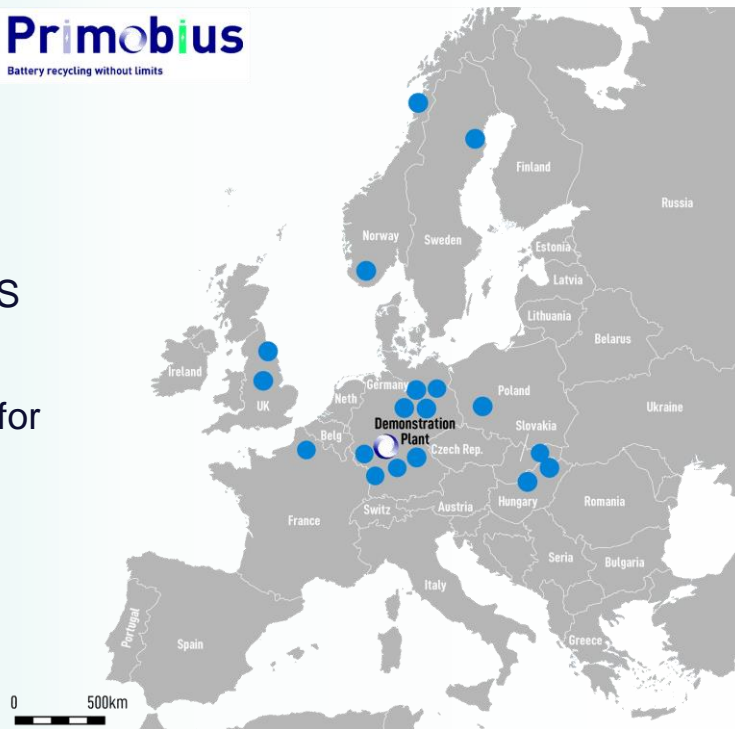 Primobius
Battery recycling without limits
S
for
Finland
Russia
Norway
Sweden
Estonia
Latvia
Lithuania
Belarus
Ireland
UK
Neth
Germany
Poland
Ukraine
Belg
Demonstration
Plant
Slovakia
Czech Rep.
France
Switz
Austria
Hungary
Romania
Italy
Seria
Bulgaria
Portugal
Spain
Greece
0 500km